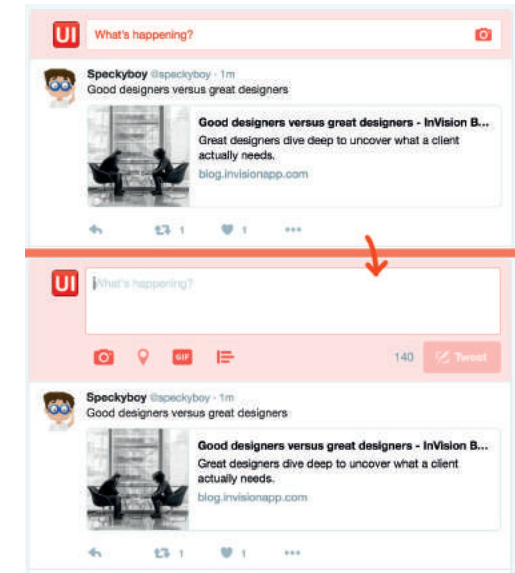 UI What's happening?
Speckyboy @speckyboy · 1m
Good designers versus great designers
Good designers versus great designers - InVision B...
Great designers dive deep to uncover what a client
actually needs.
blog.invisionapp.com
1 1
UI What's happening?
GIF 140 Tweet
Speckyboy @speckyboy · 1m
Good designers versus great designers
Good designers versus great designers - InVision B...
Great designers dive deep to uncover what a client
actually needs.
blog.invisionapp.com
1 1